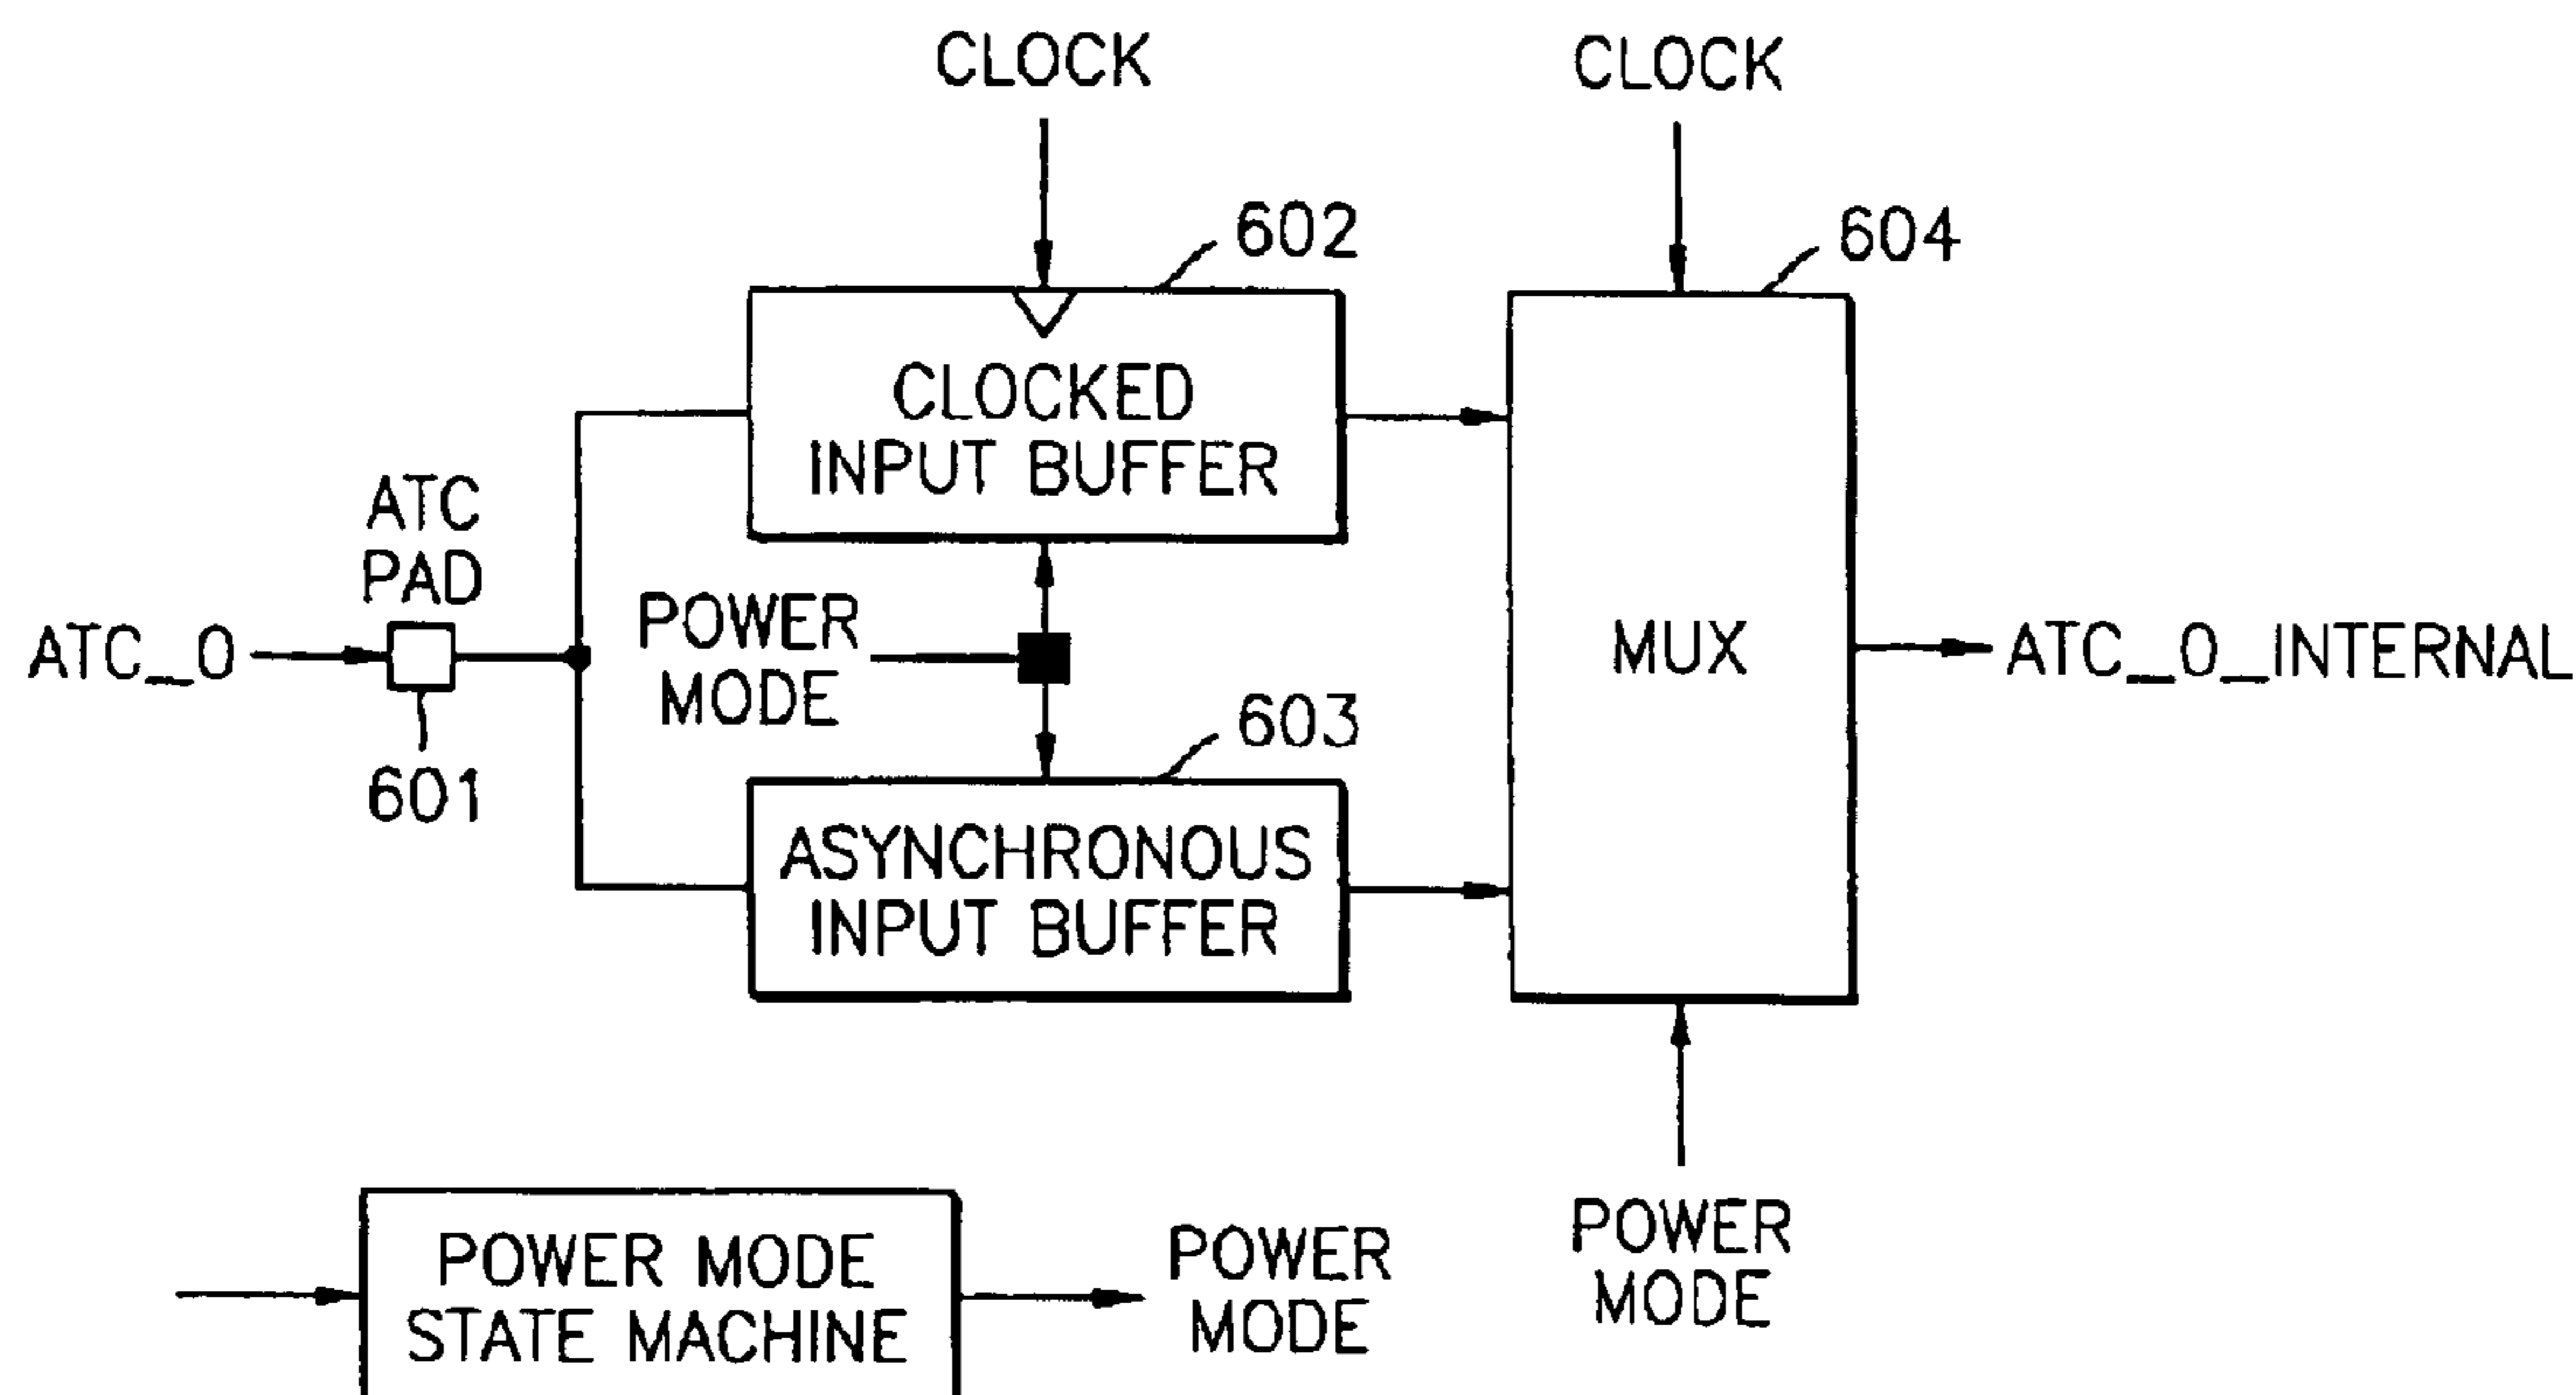 CLOCK
CLOCK
602
604
CLOCKED
INPUT BUFFER
ATC
PAD
ATC_0
601
POWER
MODE
MUX
ATC_0_INTERNAL
603
ASYNCHRONOUS
INPUT BUFFER
POWER
MODE
POWER MODE
STATE MACHINE
POWER
MODE